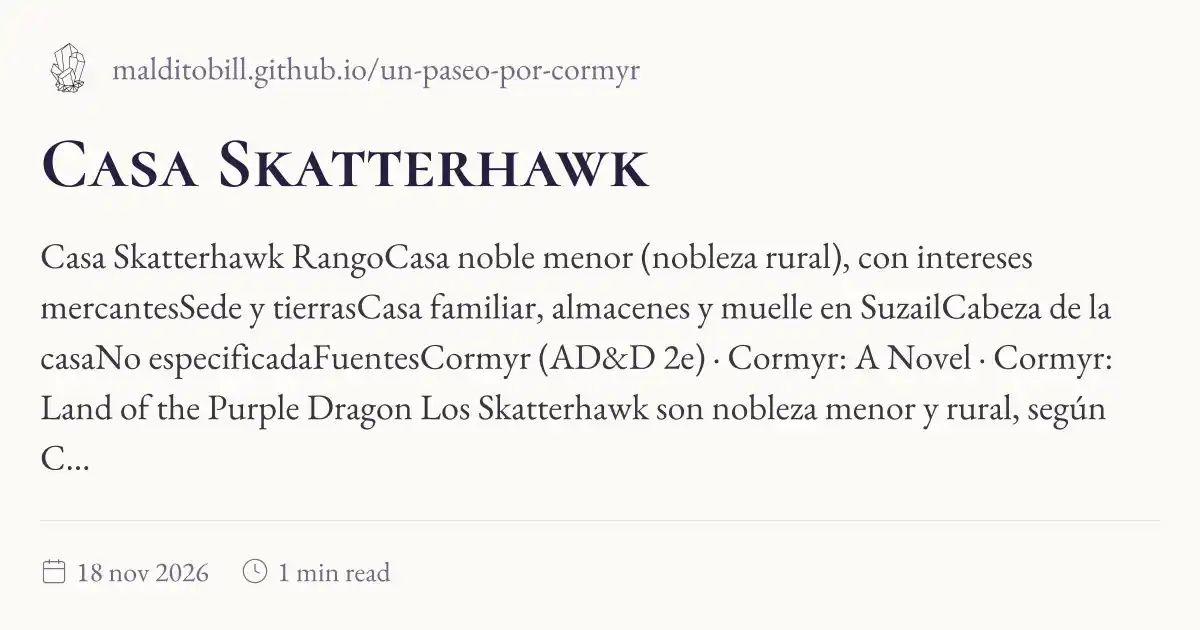 malditobill.github.io/un-paseo-por-cormyr
Casa Skatterhawk
Casa Skatterhawk RangoCasa noble menor (nobleza rural), con intereses
mercantesSede y tierrasCasa familiar, almacenes y muelle en SuzailCabeza de la
casaNo especificadaFuentesCormyr (AD&D 2e) · Cormyr: A Novel · Cormyr:
Land of the Purple Dragon Los Skatterhawk son nobleza menor y rural, según
C...
18 nov 2026 1 min read